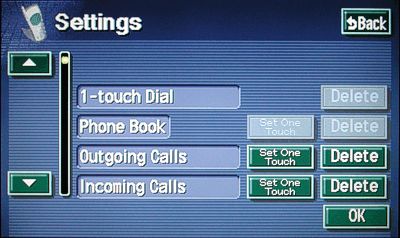 Settings
Back
1-touch Dial Delete
Phone Book Set One Touch Delete
Outgoing Calls Set One Touch Delete
Incoming Calls Set One Touch Delete
OK